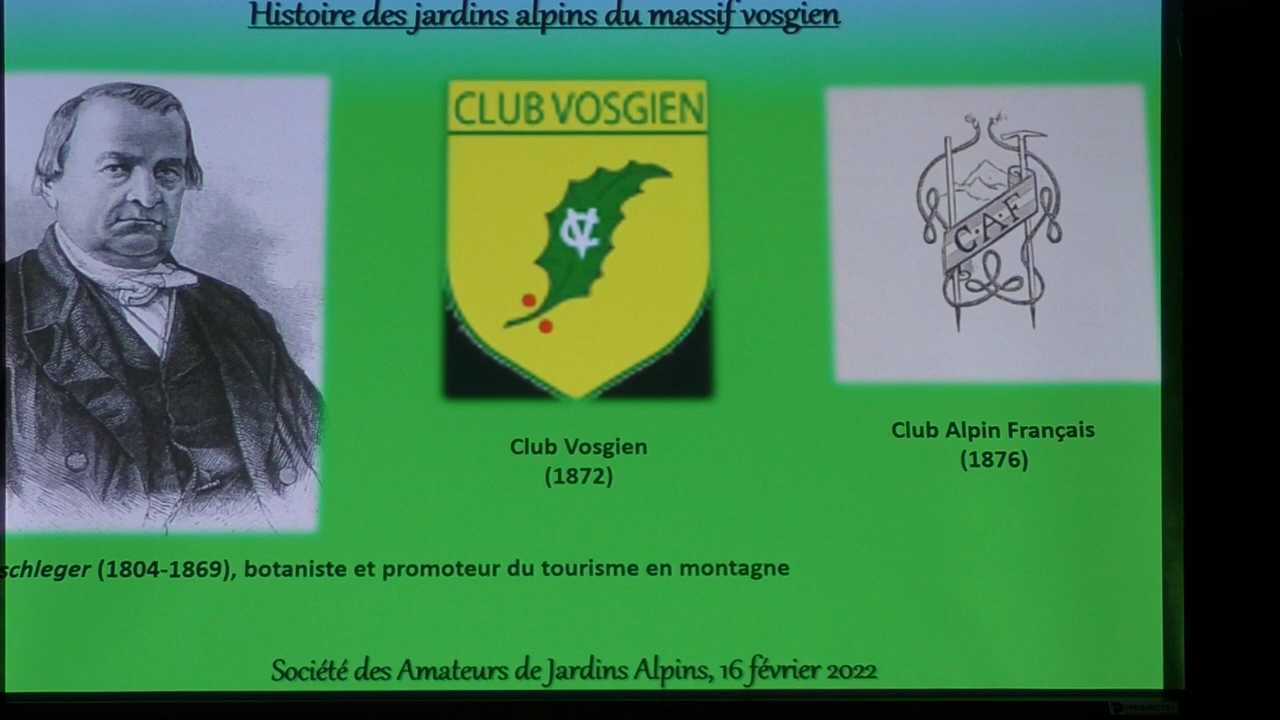 Histoire des jardins alpins du massif vosgien
CLUB VOSGIEN
CV
C.A.F
Club Vosgien
(1872)
Club Alpin Français
(1876)
schleger (1804-1869), botaniste et promoteur du tourisme en montagne
Société des Amateurs de Jardins Alpins, 16 février 2022